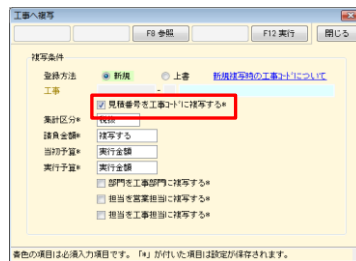 工事へ複写
F8 参照
F12 実行
閉じる
複写条件
登録方法 新規 上書 新規複写時の工事コードについて
工事 -
見積番号を工事コードに複写する*
集計区分* 税抜
請負金額* 複写する
当初予算* 実行金額
実行予算* 実行金額
部門を工事部門に複写する*
担当を営業担当に複写する*
担当を工事担当に複写する*
青色の項目は必須入力項目です。「*」が付いた項目は設定が保存されます。